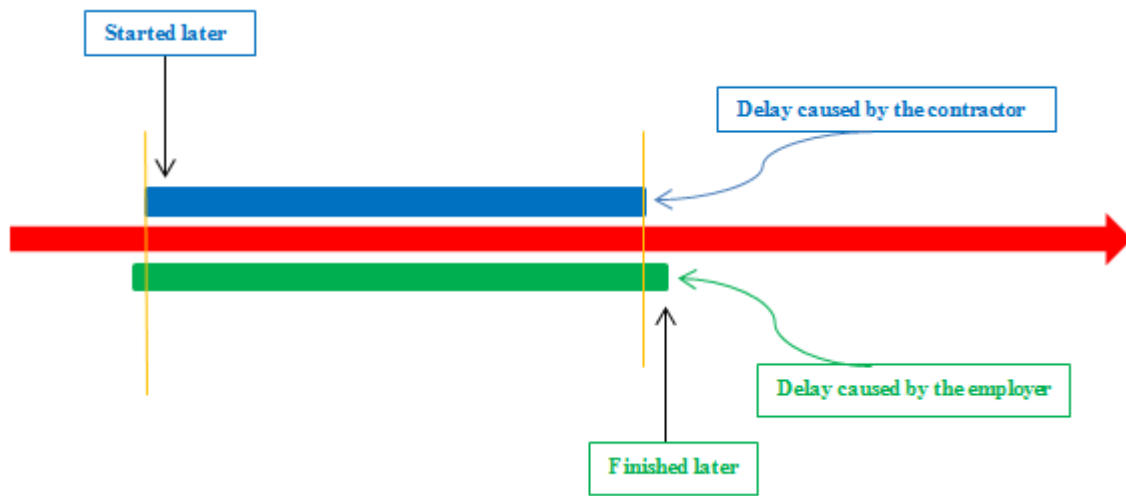 Started later
Delay caused by the contractor
Delay caused by the employer
Finished later